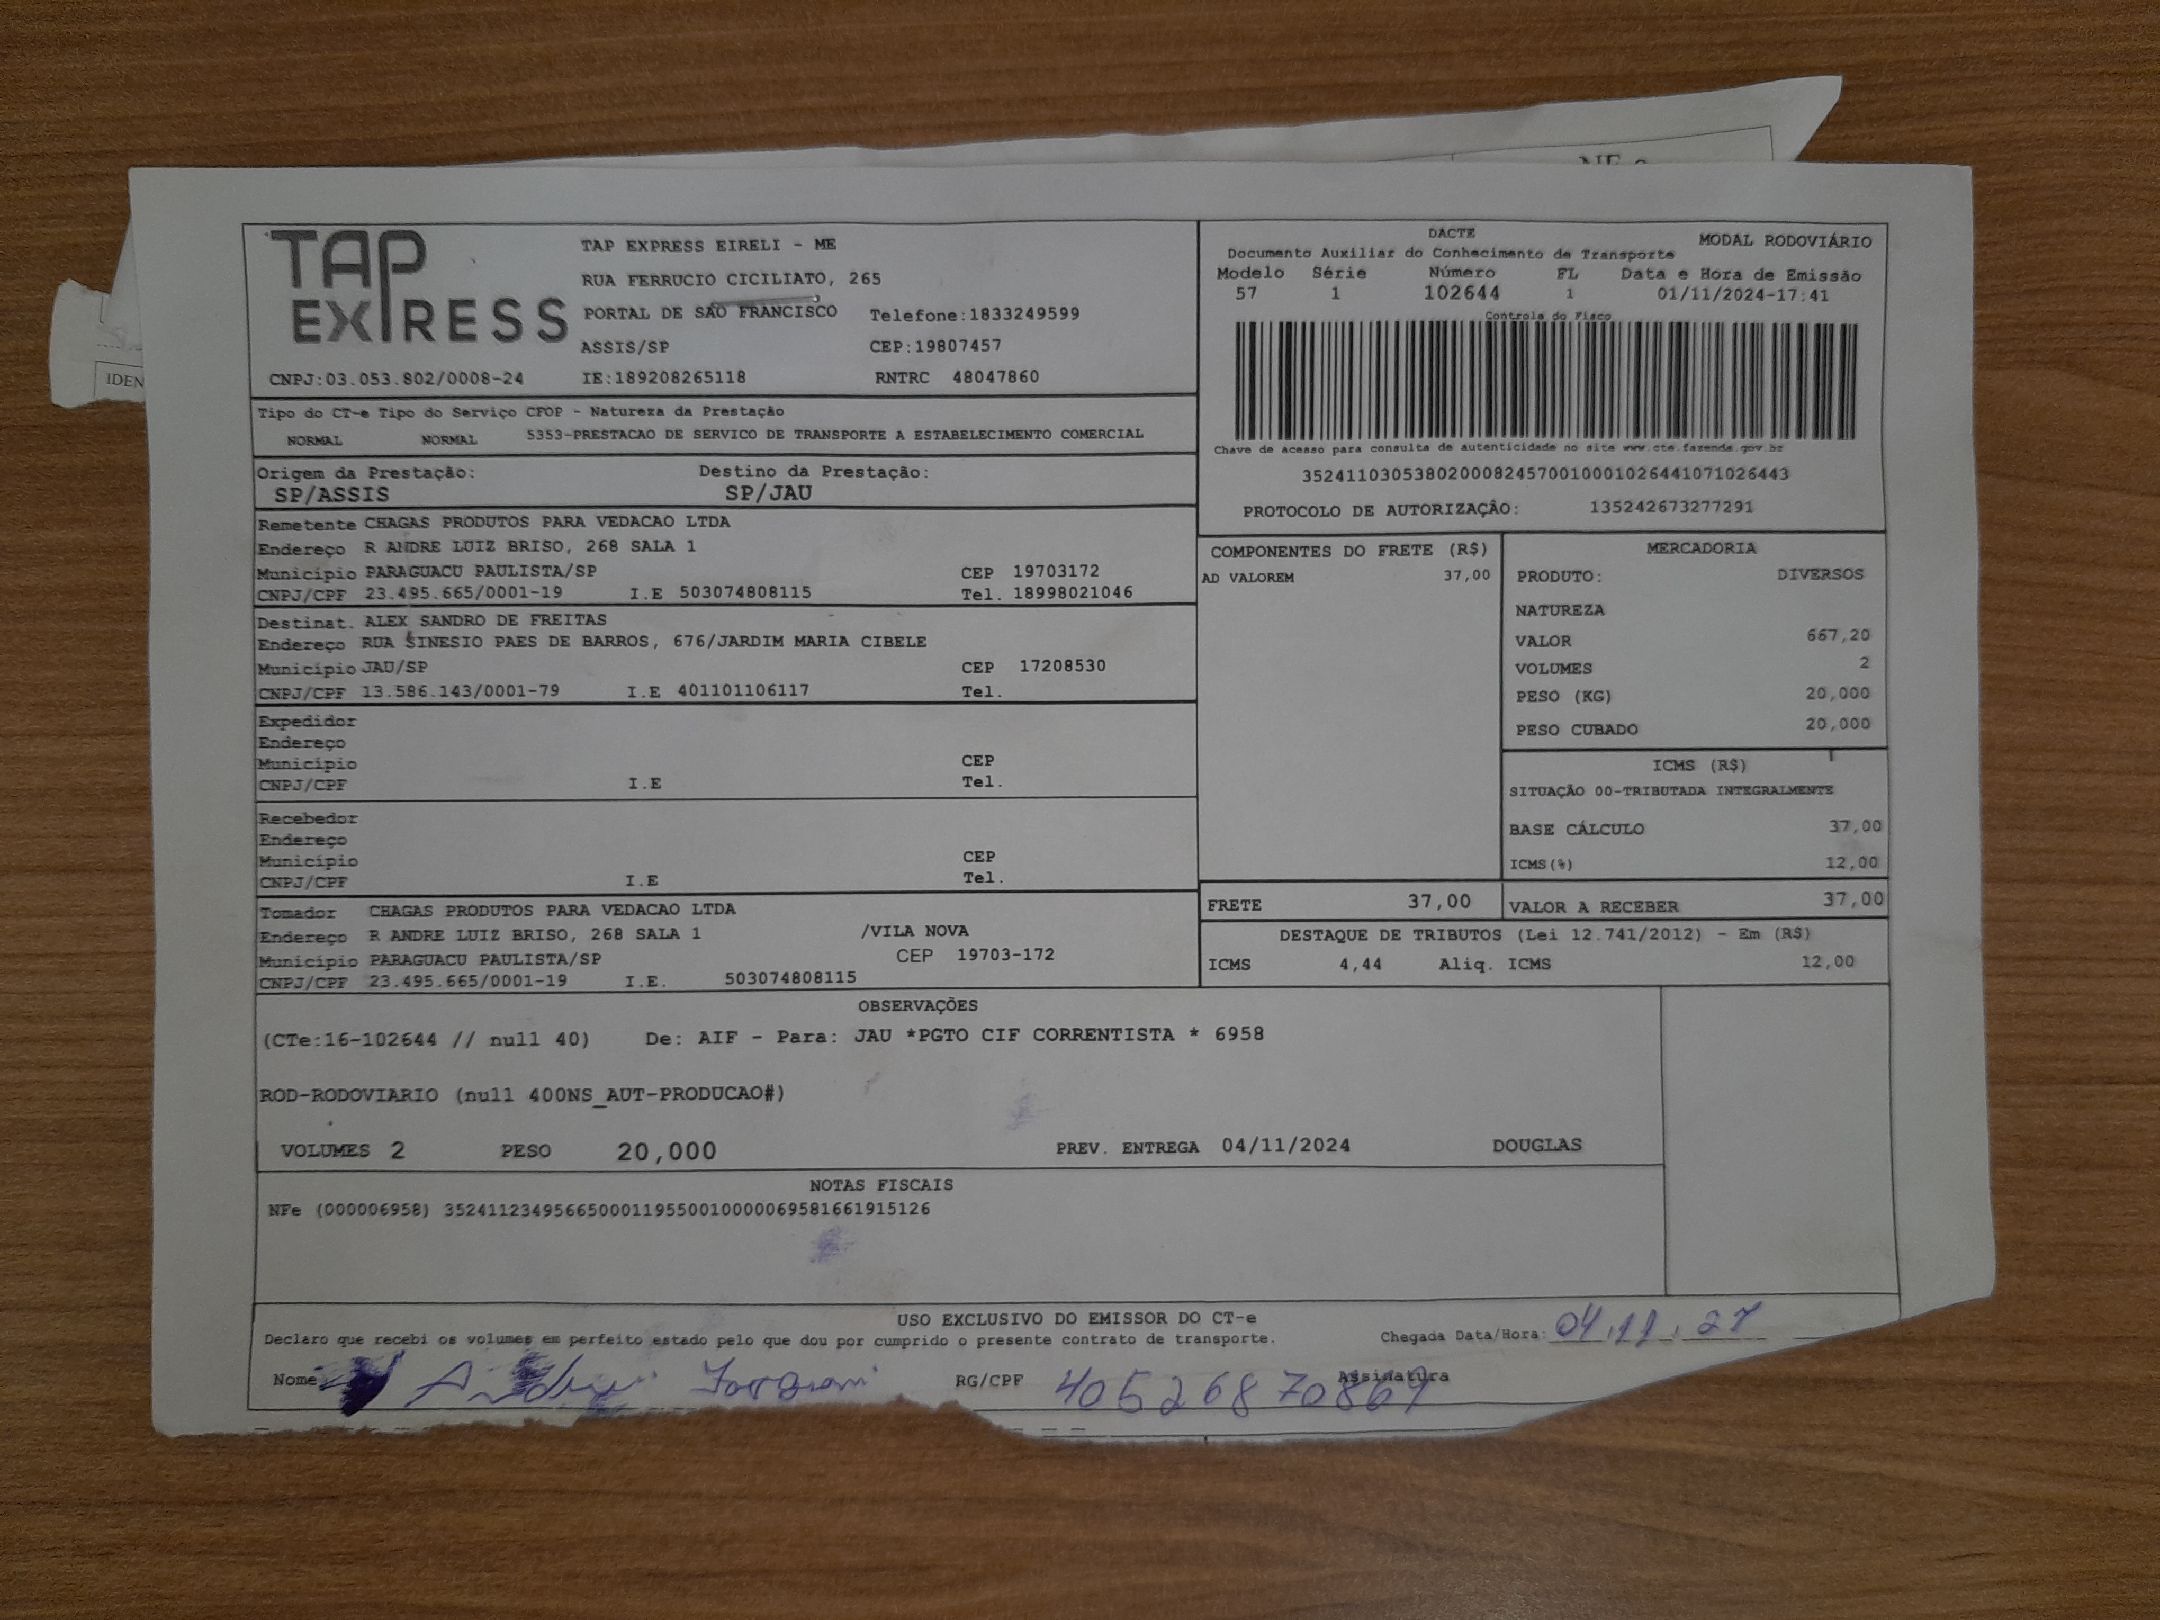 NF-e
IDEN
TAP
EXPRESS
TAP EXPRESS EIRELI - ME
RUA FERRUCIO CICILIATO, 265
PORTAL DE SÃO FRANCISCO Telefone:1833249599
ASSIS/SP CEP:19807457
CNPJ:03.053.802/0008-24 IE:189208265118 RNTRC 48047860
DACTE MODAL RODOVIÁRIO
Documento Auxiliar do Conhecimento de Transporte
Modelo Série Número FL Data e Hora de Emissão
57 1 102644 1 01/11/2024-17:41
Controle do Fisco
Chave de acesso para consulta de autenticidade no site www.cte.fazenda.gov.br
35241103053802000824570010001026441071026443
PROTOCOLO DE AUTORIZAÇÂO: 135242673277291
Tipo do CT-e Tipo do Serviço CFOP - Natureza da Prestação
NORMAL NORMAL 5353-PRESTACAO DE SERVICO DE TRANSPORTE A ESTABELECIMENTO COMERCIAL
Origem da Prestação: Destino da Prestação:
SP/ASSIS SP/JAU
Remetente CHAGAS PRODUTOS PARA VEDACAO LTDA
Endereço R ANDRE LUIZ BRISO, 268 SALA 1
Município PARAGUACU PAULISTA/SP CEP 19703172
CNPJ/CPF 23.495.665/0001-19 I.E 503074808115 Tel. 18998021046
Destinat. ALEX SANDRO DE FREITAS
Endereço RUA SINESIO PAES DE BARROS, 676/JARDIM MARIA CIBELE
Município JAU/SP CEP 17208530
CNPJ/CPF 13.586.143/0001-79 I.E 401101106117 Tel.
Expedidor
Endereço
Município CEP
CNPJ/CPF I.E Tel.
Recebedor
Endereço
Município CEP
CNPJ/CPF I.E Tel.
Tomador CHAGAS PRODUTOS PARA VEDACAO LTDA
Endereço R ANDRE LUIZ BRISO, 268 SALA 1 /VILA NOVA
Município PARAGUACU PAULISTA/SP CEP 19703-172
CNPJ/CPF 23.495.665/0001-19 I.E. 503074808115
COMPONENTES DO FRETE (R$)
AD VALOREM 37,00
MERCADORIA
PRODUTO: DIVERSOS
NATUREZA
VALOR 667,20
VOLUMES 2
PESO (KG) 20,000
PESO CUBADO 20,000
ICMS (R$)
SITUAÇÃO 00-TRIBUTADA INTEGRALMENTE
BASE CÁLCULO 37,00
ICMS(%) 12,00
FRETE 37,00 VALOR A RECEBER 37,00
DESTAQUE DE TRIBUTOS (Lei 12.741/2012) - Em (R$)
ICMS 4,44 Aliq. ICMS 12,00
OBSERVAÇÕES
(CTe:16-102644 // null 40) De: AIF - Para: JAU *PGTO CIF CORRENTISTA * 6958
ROD-RODOVIARIO (null 400NS_AUT-PRODUCAO#)
VOLUMES 2 PESO 20,000 PREV. ENTREGA 04/11/2024 DOUGLAS
NOTAS FISCAIS
NFe (000006958) 35241123495665000119550010000069581661915126
USO EXCLUSIVO DO EMISSOR DO CT-e
Declaro que recebi os volumes em perfeito estado pelo que dou por cumprido o presente contrato de transporte. Chegada Data/Hora: 04.11.27
Nome RG/CPF 40526870869 Assinatura